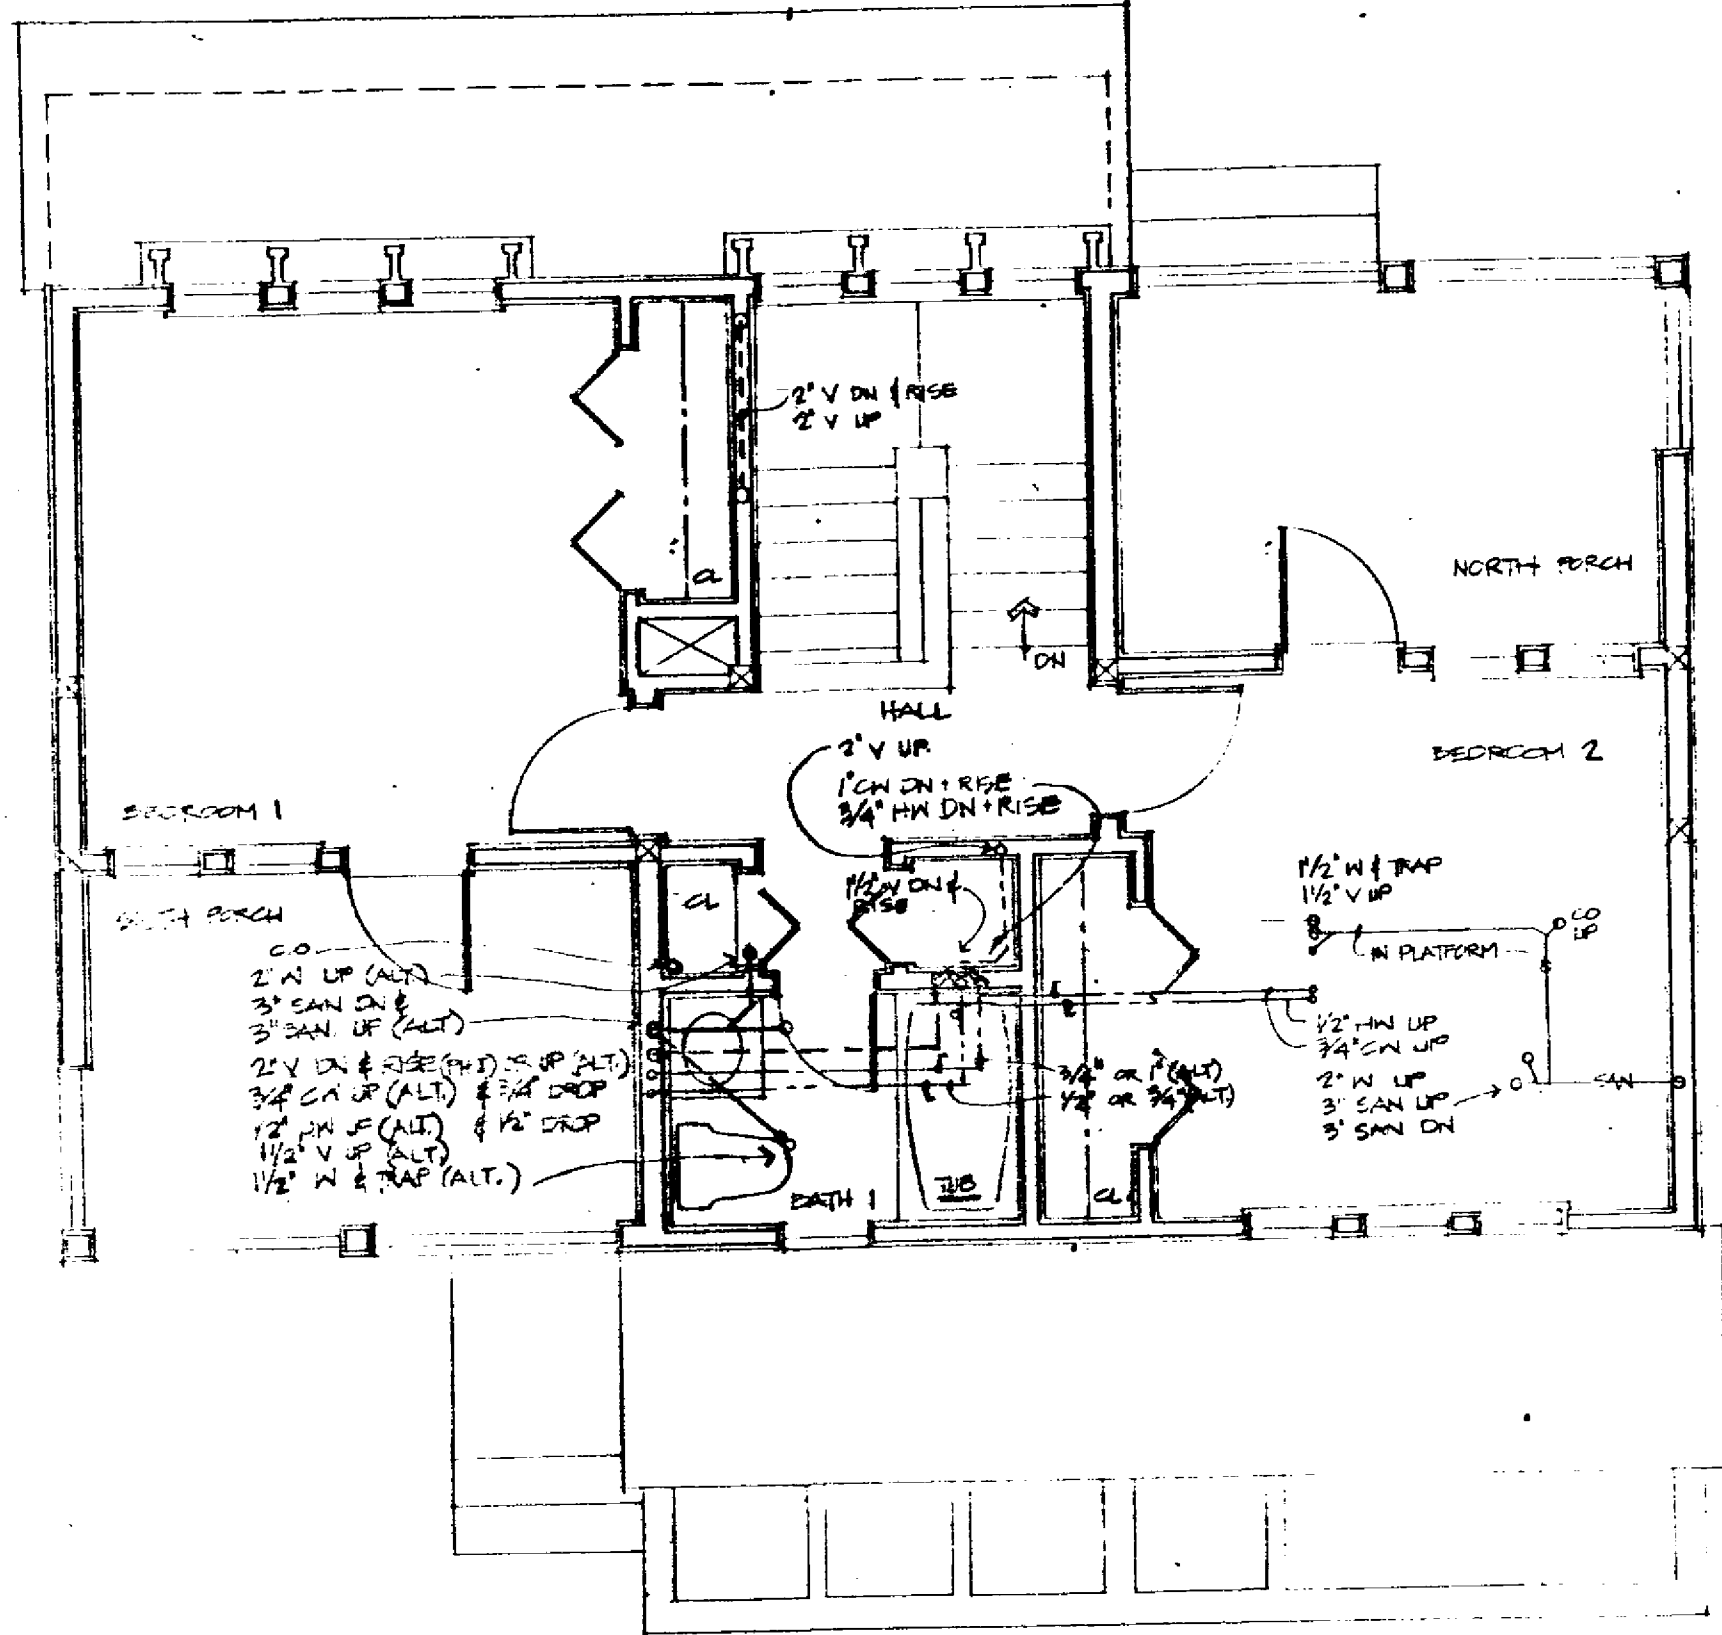 2" V DN & RISE
2" V UP
CL
NORTH PORCH
DN
HALL
2" V UP.
1" CW DN + RISE
3/4" HW DN + RISE
BEDROOM 2
BEDROOM 1
1 1/2" W & TRAP
1 1/2" V UP
CL
1 1/2" W DN &
RISE
SOUTH PORCH
CO
UP
IN PLATFORM
C.O
2" W UP (ALT)
3" SAN DN &
3" SAN. UP (ALT)
2" V DN & RISE OR UP (ALT.)
3/4" CW UP (ALT.) & 3/4" DROP
1/2" HW UP (ALT.) & 1/2" DROP
1 1/2" V UP (ALT)
1 1/2" W & TRAP (ALT.)
1/2" HW UP
3/4" CW UP
3/4" OR 1" (ALT)
1/2" OR 3/4" (ALT.)
2" W UP
3" SAN UP
3" SAN DN
SAN
BATH 1
TUB
CL